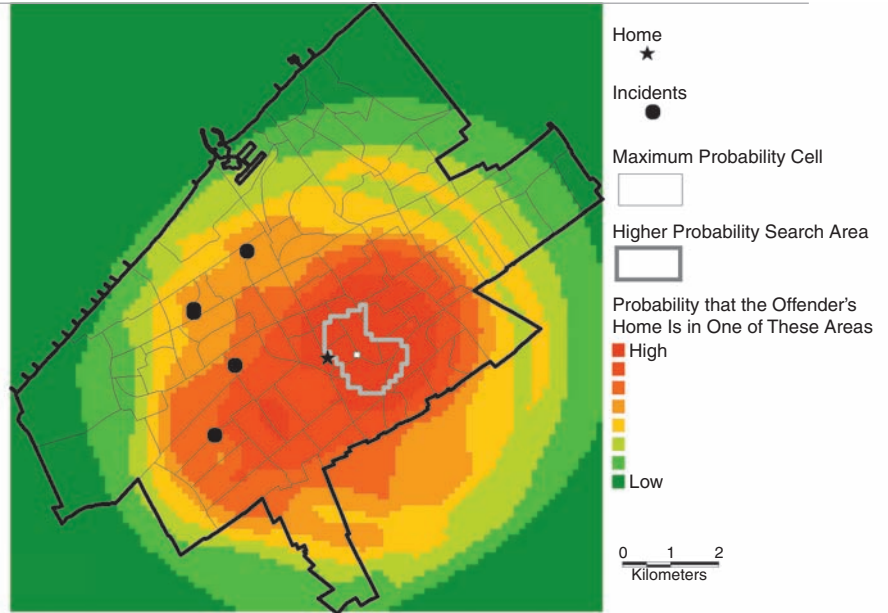 Home
Incidents
Maximum Probability Cell
Higher Probability Search Area
Probability that the Offender's
Home Is in One of These Areas
High
Low
0 1 2
Kilometers